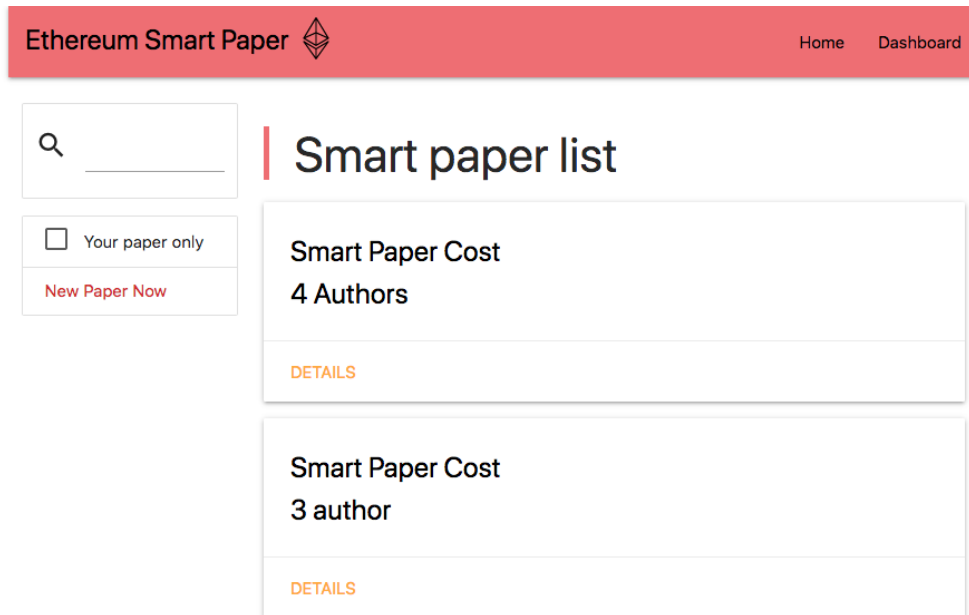 Ethereum Smart Paper
Home Dashboard
Smart paper list
Your paper only
New Paper Now
Smart Paper Cost
4 Authors
DETAILS
Smart Paper Cost
3 author
DETAILS